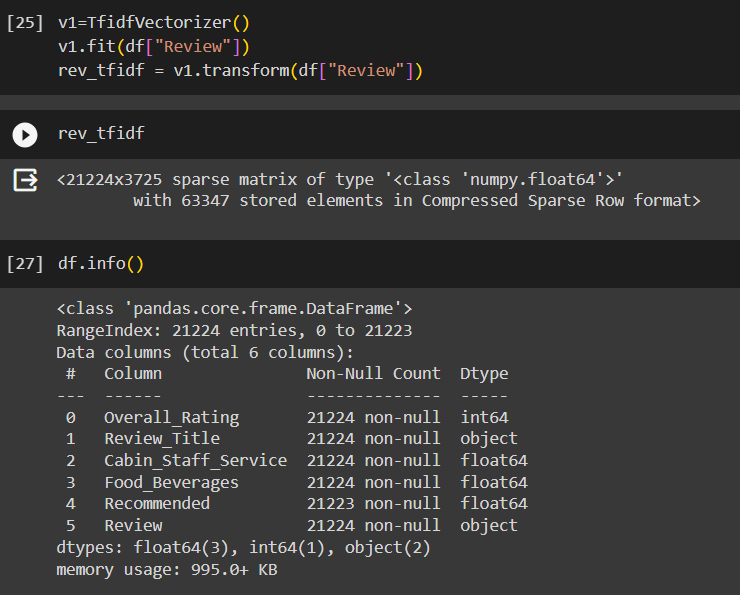 [25] v1=TfidfVectorizer()
v1.fit(df["Review"])
rev_tfidf = v1.transform(df["Review"])
rev_tfidf
<21224x3725 sparse matrix of type '<class 'numpy.float64'>'
with 63347 stored elements in Compressed Sparse Row format>
[27] df.info()
<class 'pandas.core.frame.DataFrame'>
RangeIndex: 21224 entries, 0 to 21223
Data columns (total 6 columns):
# Column Non-Null Count Dtype
--- ------ -------------- -----
0 Overall_Rating 21224 non-null int64
1 Review_Title 21224 non-null object
2 Cabin_Staff_Service 21224 non-null float64
3 Food_Beverages 21224 non-null float64
4 Recommended 21223 non-null float64
5 Review 21224 non-null object
dtypes: float64(3), int64(1), object(2)
memory usage: 995.0+ KB